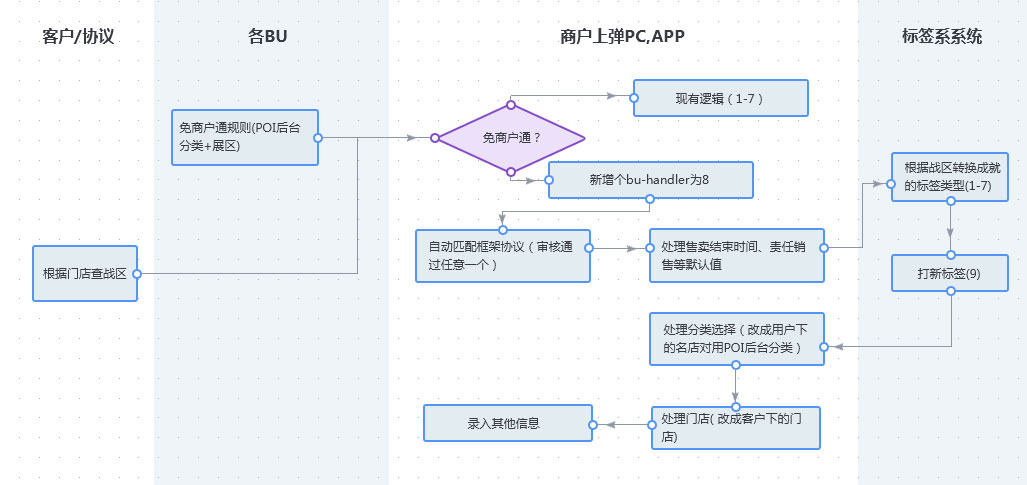 客户/协议
各BU
商户上弹PC,APP
标签系系统
现有逻辑（1-7）
免商户通规则(POI后台
分类+展区)
免商户通？
新增个bu-handler为8
根据战区转换成就
的标签类型(1-7)
自动匹配框架协议（审核通
过任意一个）
处理售卖结束时间、责任销
售等默认值
根据门店查战区
打新标签(9)
处理分类选择（改成用户下
的名店对用POI后台分类）
处理门店( 改成客户下的门
店)
录入其他信息